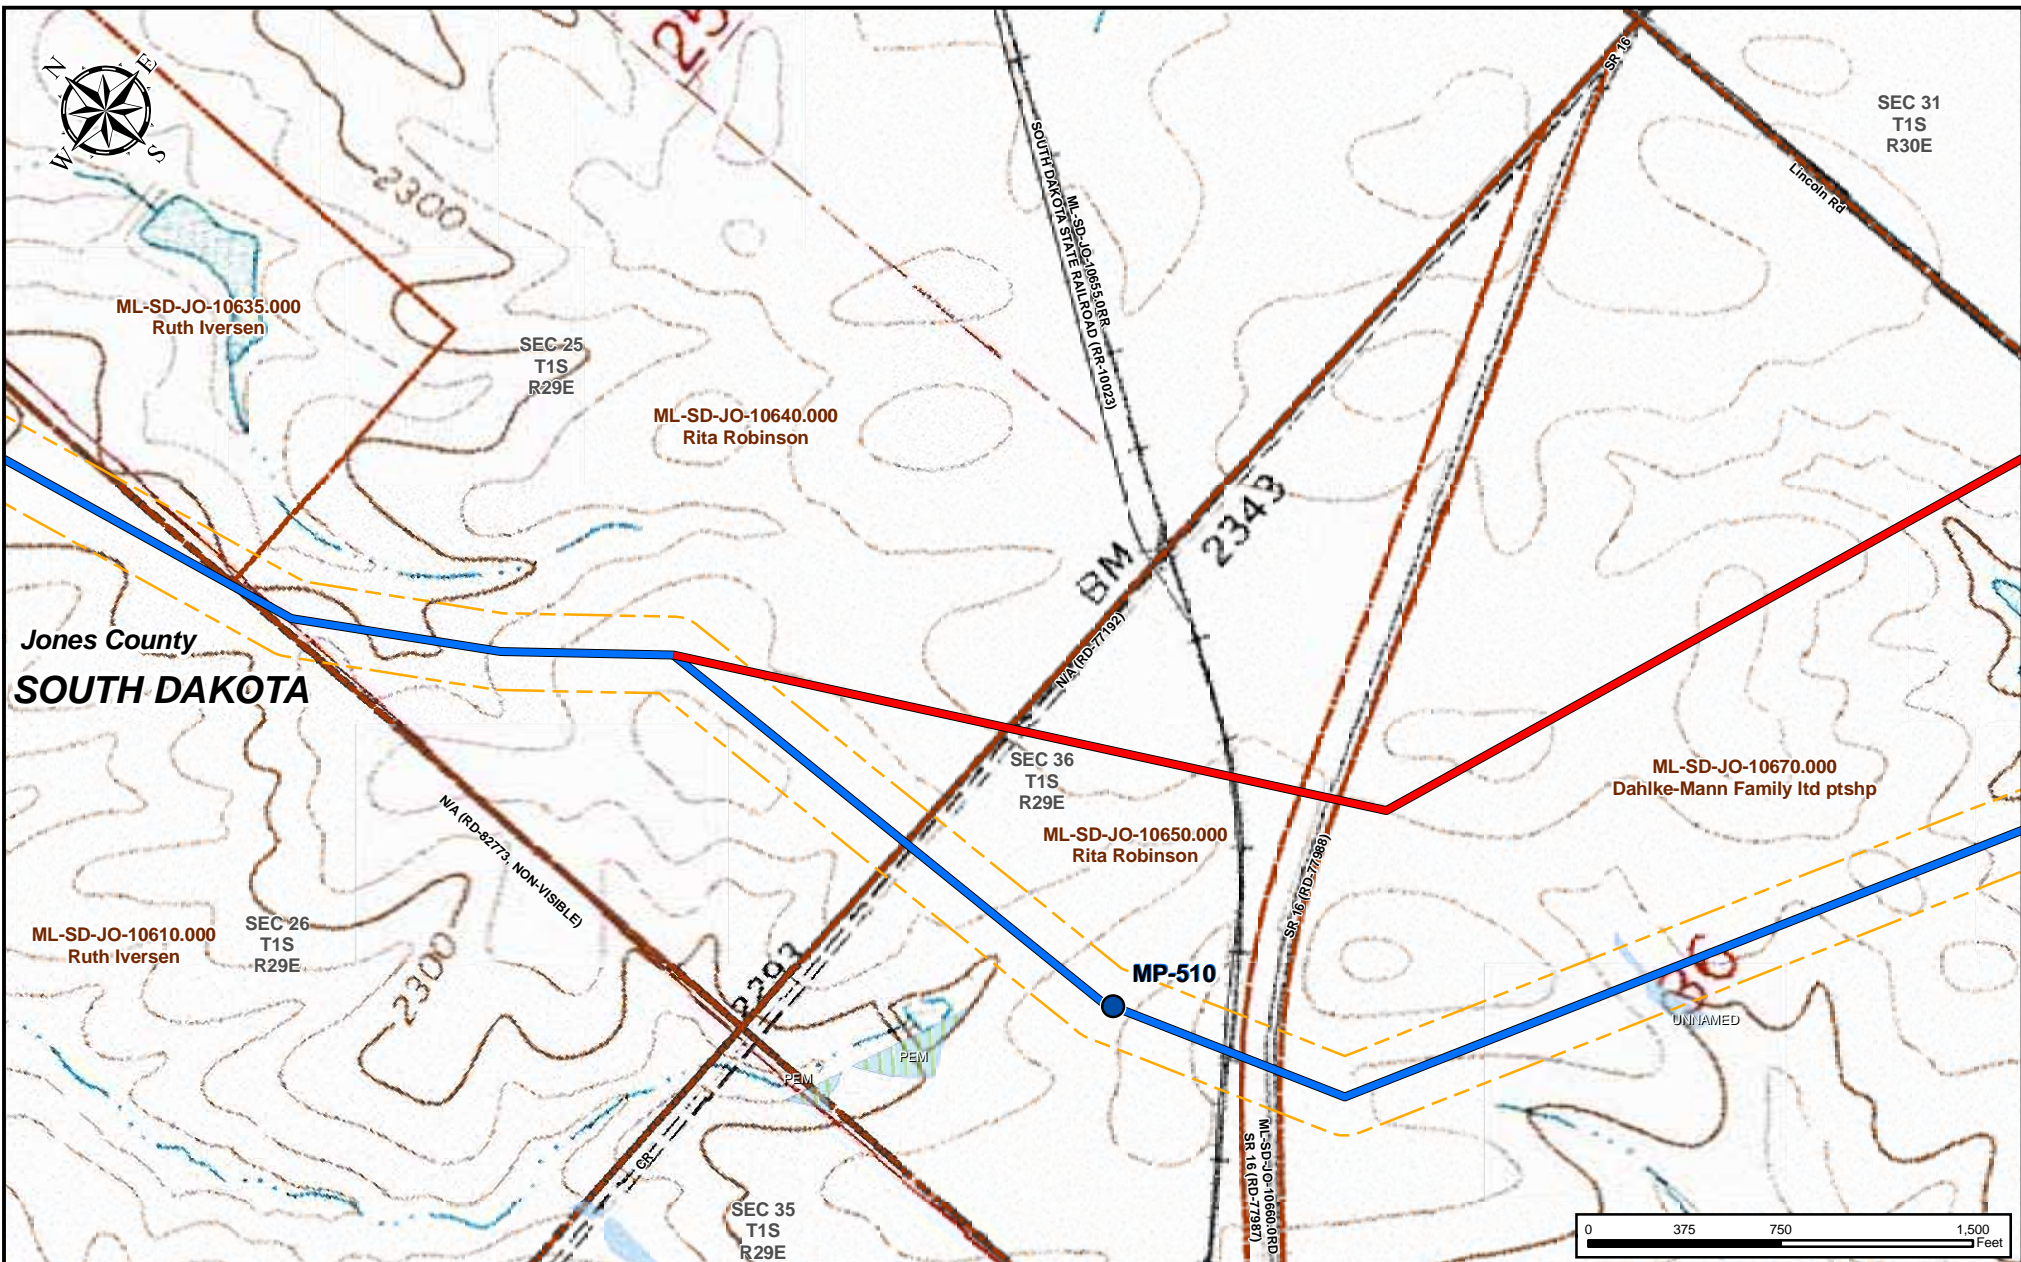 N
E
W
S
SR 16
SEC 31
T1S
R30E
Lincoln Rd
2300
SOUTH DAKOTA STATE RAILROAD (RR-10023)
ML-SD-JO-10655.0RR
ML-SD-JO-10635.000
Ruth Iversen
SEC 25
T1S
R29E
ML-SD-JO-10640.000
Rita Robinson
BM
2343
N/A (RD-77192)
Jones County
SOUTH DAKOTA
SEC 36
T1S
R29E
ML-SD-JO-10650.000
Rita Robinson
ML-SD-JO-10670.000
Dahlke-Mann Family ltd ptshp
N/A (RD-82773, NON-VISIBLE)
SR 16 (RD-77988)
ML-SD-JO-10610.000
Ruth Iversen
SEC 26
T1S
R29E
2300
2293
MP-510
36
UNNAMED
PEM
PEM
CR
SEC 35
T1S
R29E
SR 16 (RD-77987)
ML-SD-JO-10660.0RD
0 375 750 1,500
Feet